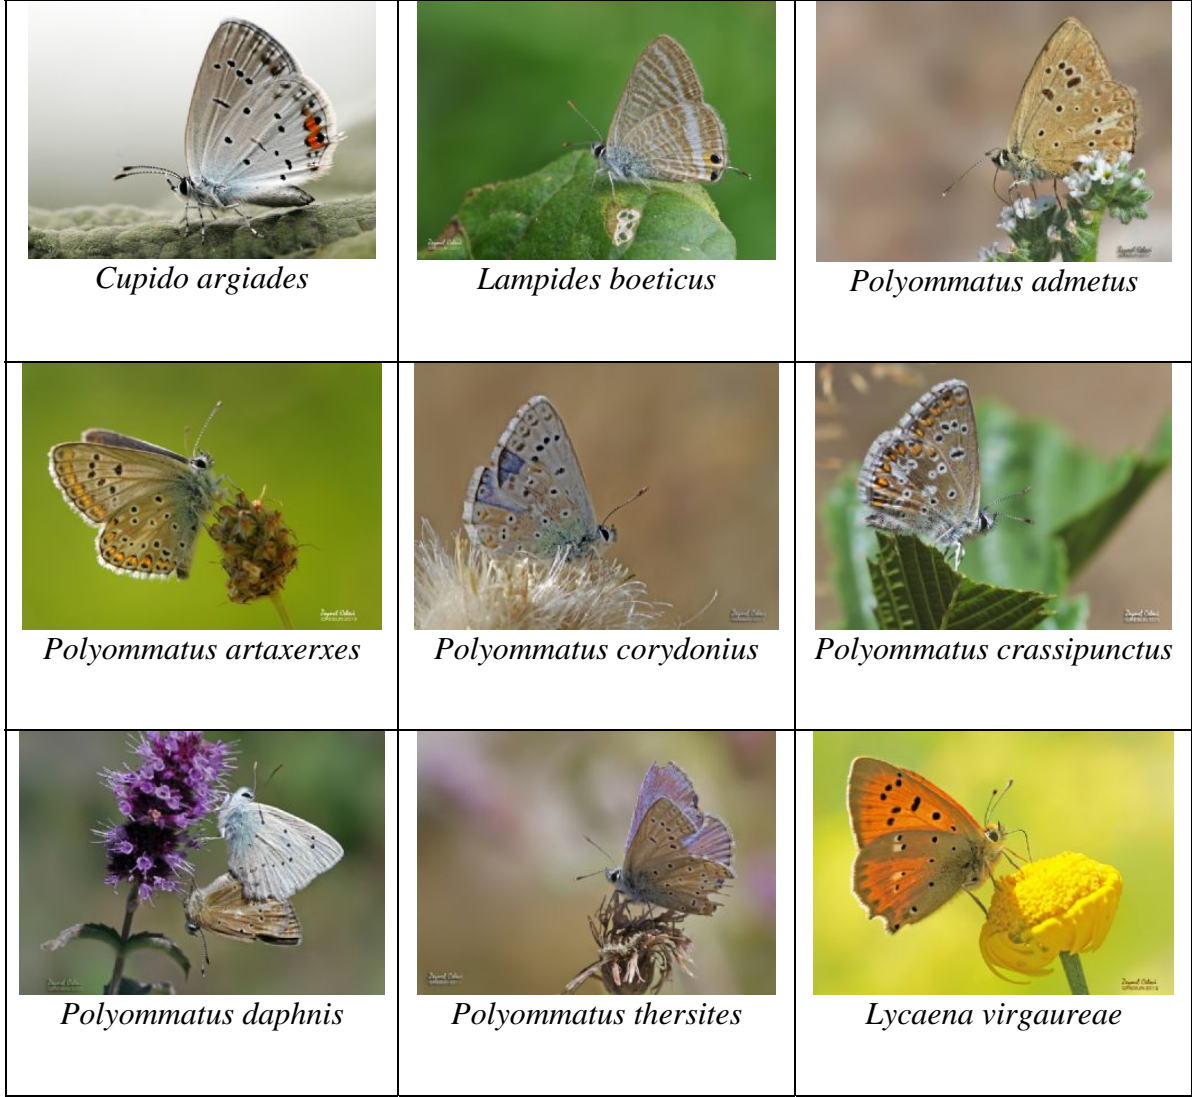 Cupido argiades
Lampides boeticus
Polyommatus admetus
Polyommatus artaxerxes
Polyommatus corydonius
Polyommatus crassipunctus
Polyommatus daphnis
Polyommatus thersites
Lycaena virgaureae